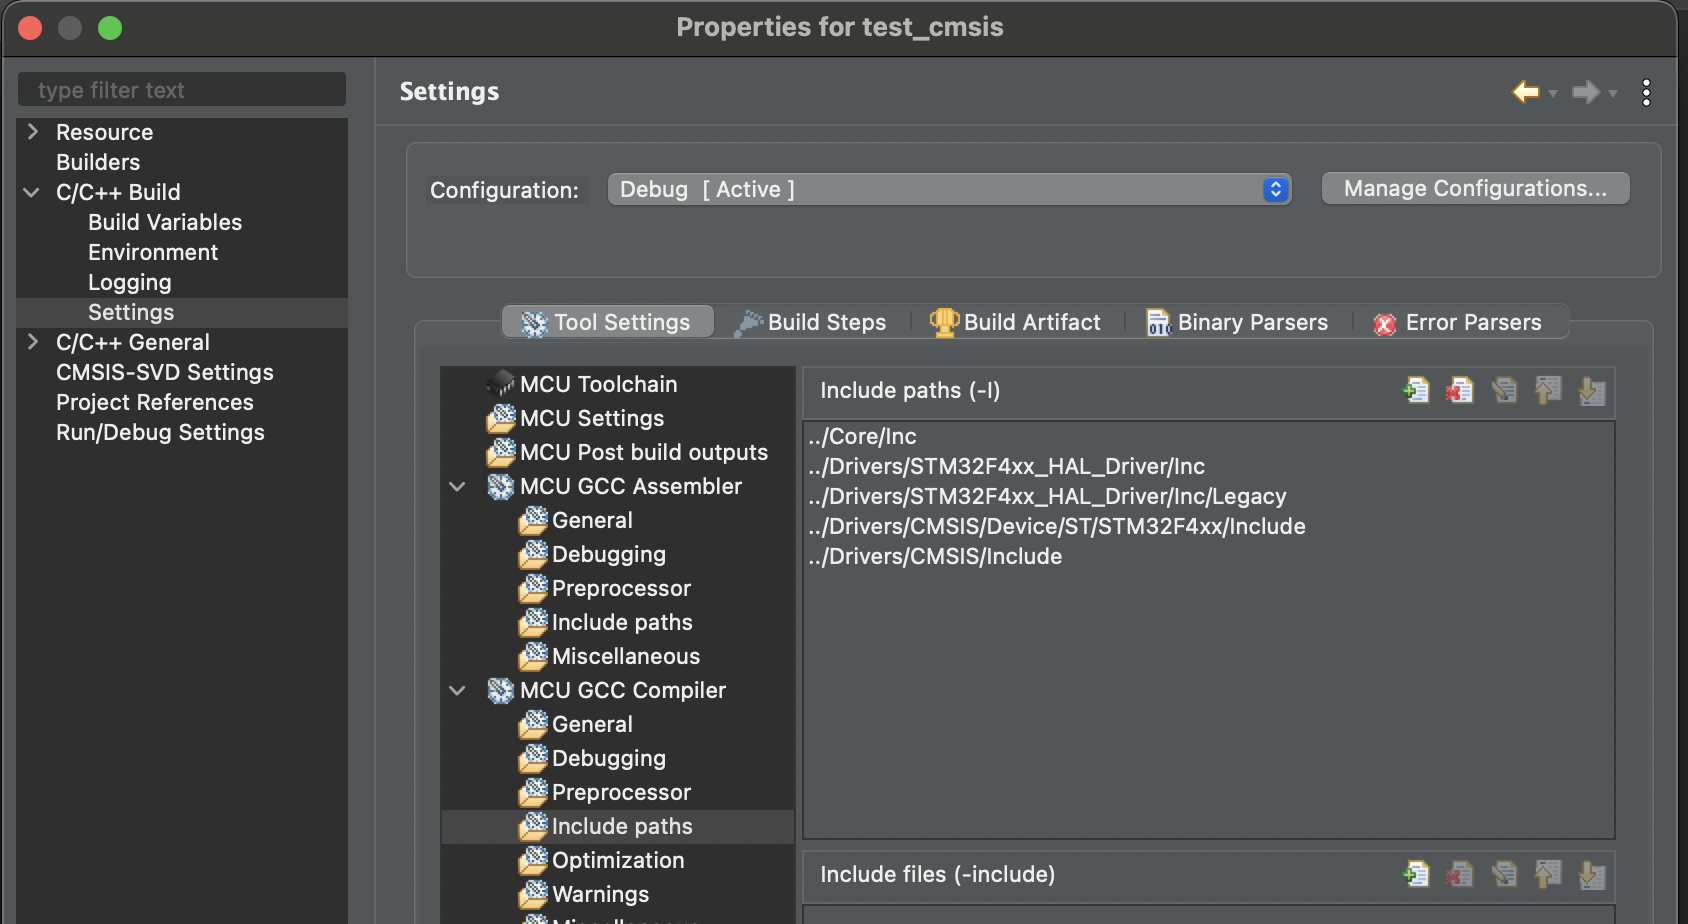 Properties for test_cmsis
type filter text
Resource
Builders
C/C++ Build
Build Variables
Environment
Logging
Settings
C/C++ General
CMSIS-SVD Settings
Project References
Run/Debug Settings
Settings
Configuration:
Debug [ Active ]
Manage Configurations...
Tool Settings
Build Steps
Build Artifact
Binary Parsers
Error Parsers
MCU Toolchain
MCU Settings
MCU Post build outputs
MCU GCC Assembler
General
Debugging
Preprocessor
Include paths
Miscellaneous
MCU GCC Compiler
General
Debugging
Preprocessor
Include paths
Optimization
Warnings
Miscellaneous
Include paths (-I)
../Core/Inc
../Drivers/STM32F4xx_HAL_Driver/Inc
../Drivers/STM32F4xx_HAL_Driver/Inc/Legacy
../Drivers/CMSIS/Device/ST/STM32F4xx/Include
../Drivers/CMSIS/Include
Include files (-include)